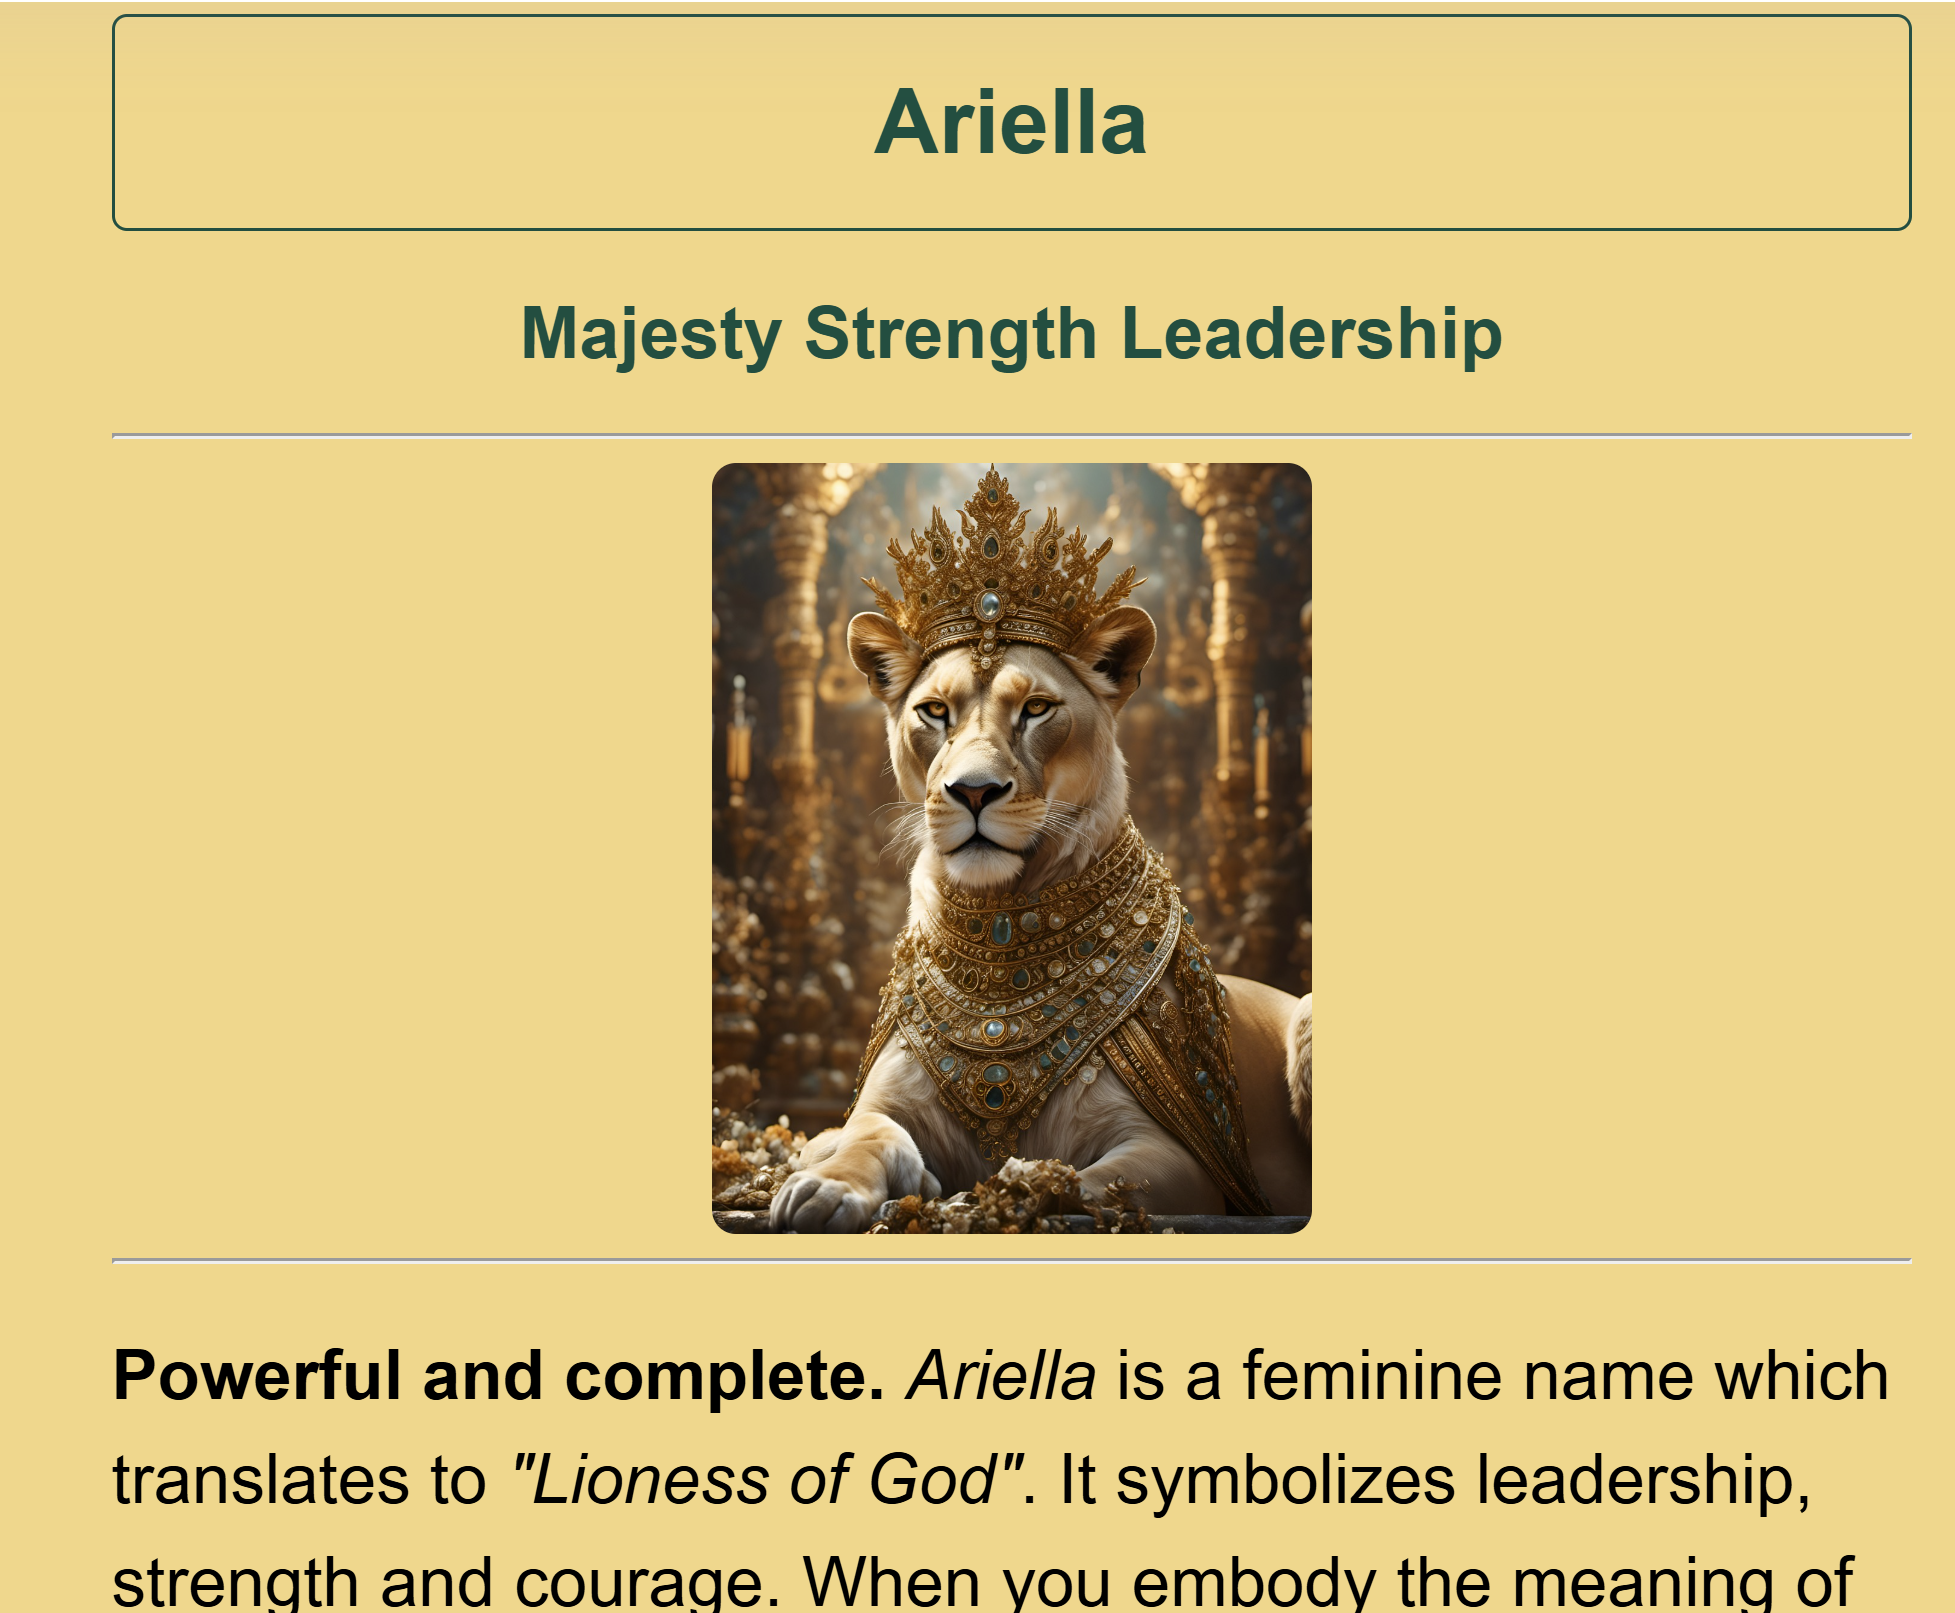 Ariella
Majesty Strength Leadership
Powerful and complete. Ariella is a feminine name which
translates to "Lioness of God". It symbolizes leadership,
strength and courage. When you embody the meaning of